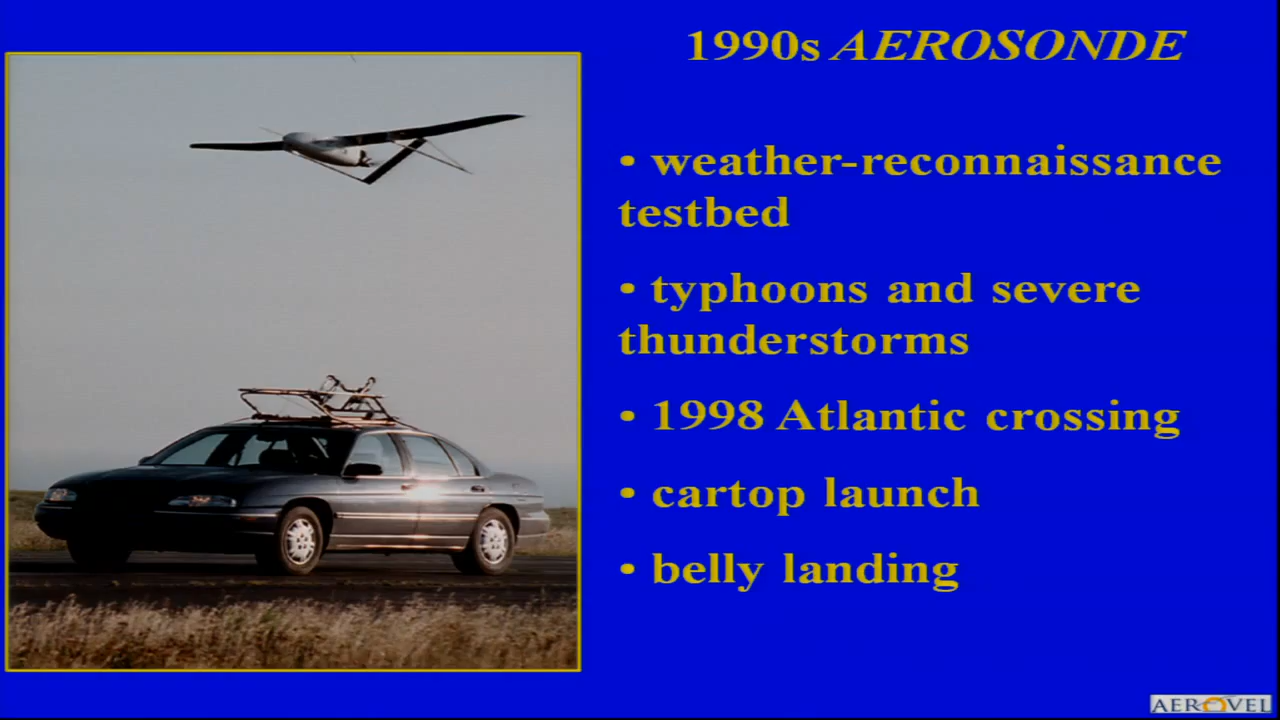 1990s AEROSONDE
• weather-reconnaissance
testbed
• typhoons and severe
thunderstorms
• 1998 Atlantic crossing
• cartop launch
• belly landing
AEROVEL